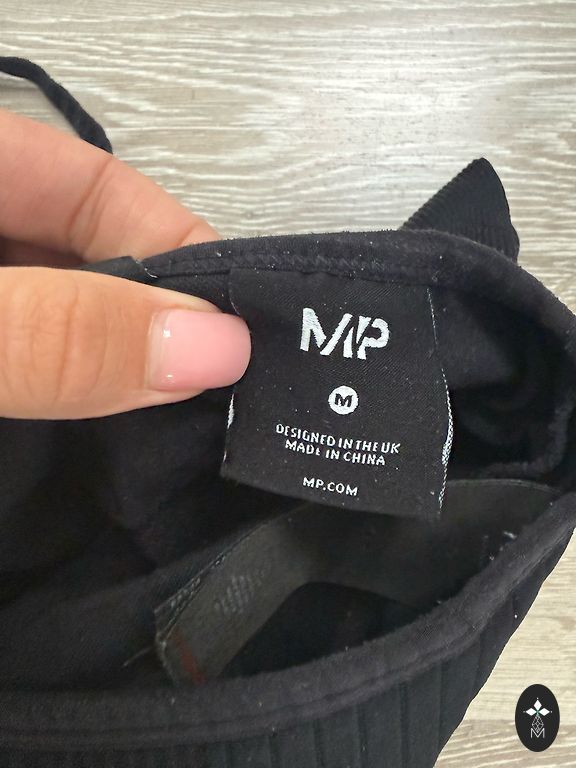 MP
M
DESIGNED IN THE UK
MADE IN CHINA
MP.COM